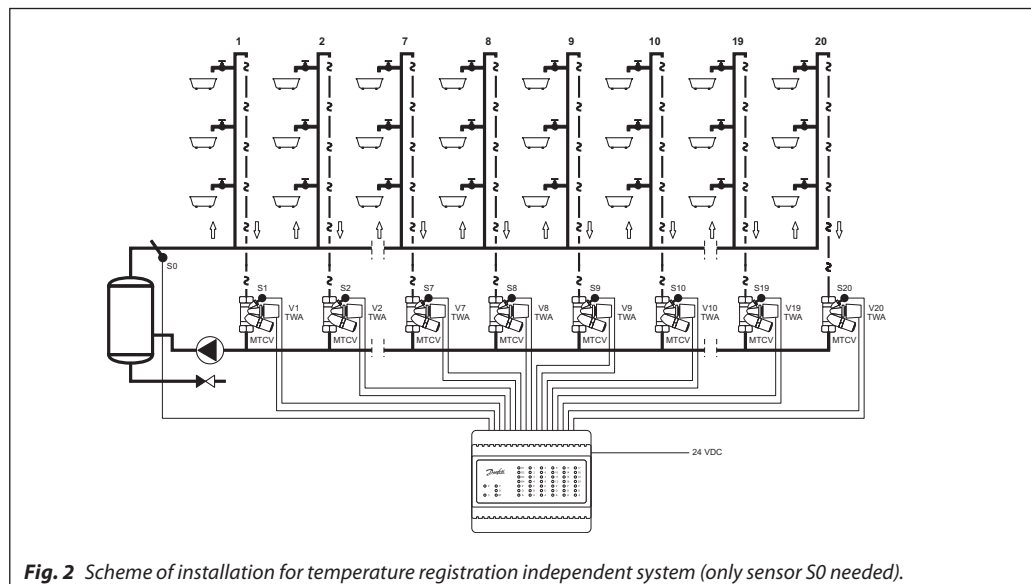 1 2 7 8 9 10 19 20
S0
S1 S2 S7 S8 S9 S10 S19 S20
V1 V2 V7 V8 V9 V10 V19 V20
TWA TWA TWA TWA TWA TWA TWA TWA
MTCV MTCV MTCV MTCV MTCV MTCV MTCV MTCV
24 VDC
Danfoss
Fig. 2 Scheme of installation for temperature registration independent system (only sensor S0 needed).